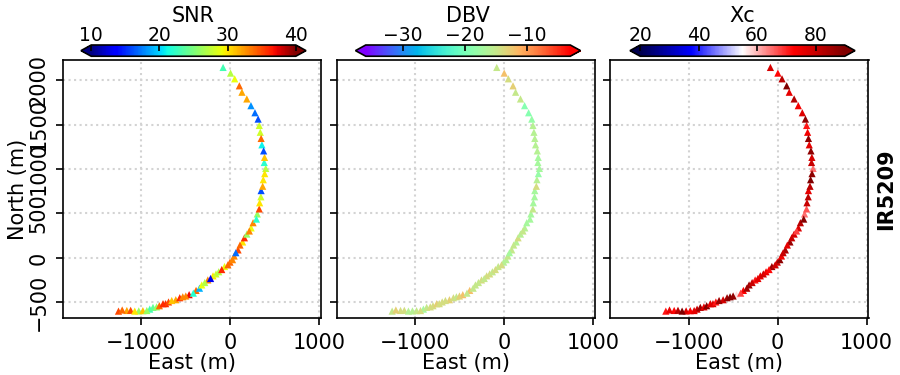 SNR DBV Xc
10 20 30 40 −30 −20 −10 20 40 60 80
North (m)
2000
1500
1000
500
0
−500
IR5209
−1000 0 1000 −1000 0 1000 −1000 0 1000
East (m) East (m) East (m)